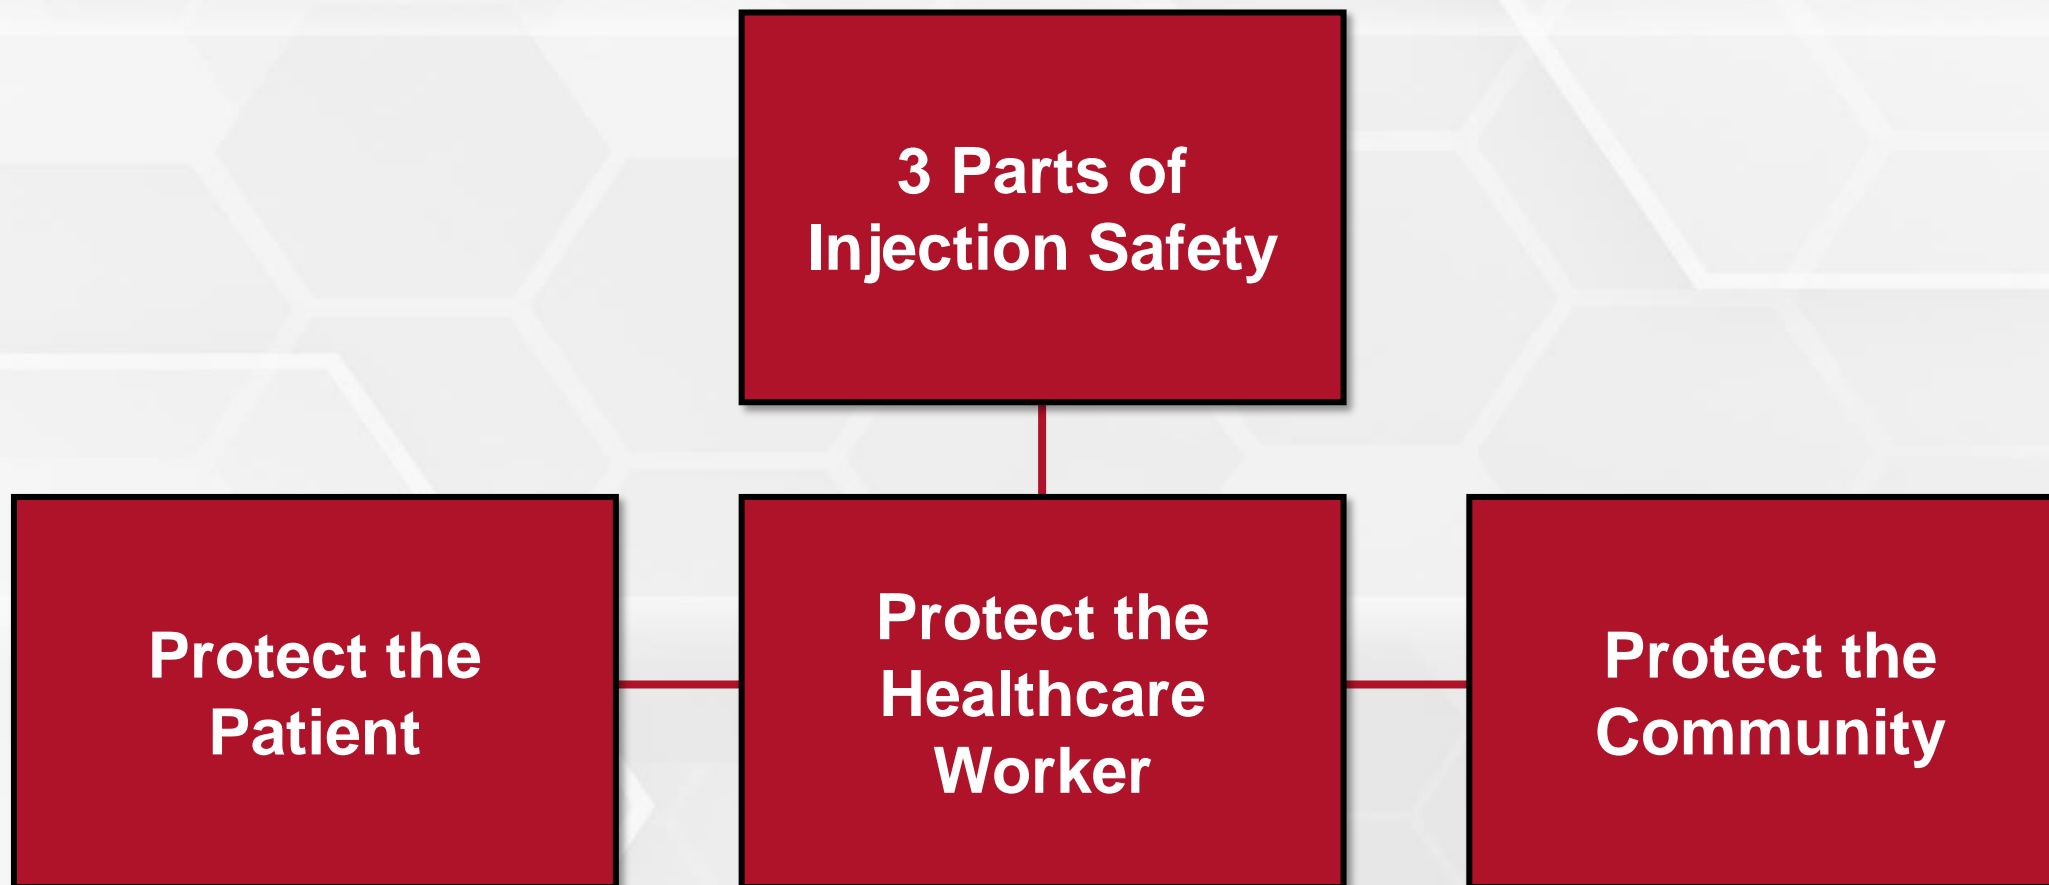 3 Parts of
Injection Safety
Protect the
Patient
Protect the
Healthcare
Worker
Protect the
Community